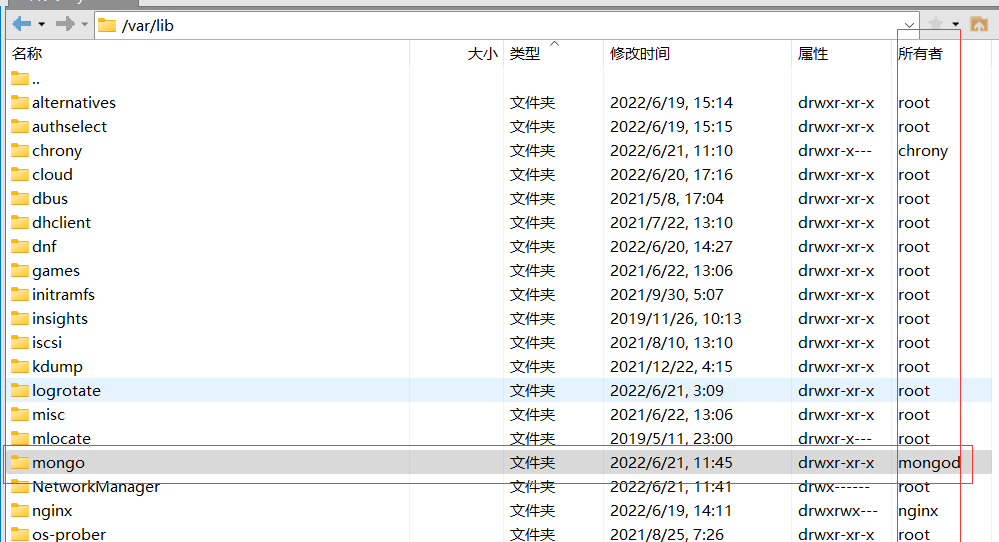 /var/lib
名称 大小 类型 修改时间 属性 所有者
..
alternatives 文件夹 2022/6/19, 15:14 drwxr-xr-x root
authselect 文件夹 2022/6/19, 15:15 drwxr-xr-x root
chrony 文件夹 2022/6/21, 11:10 drwxr-x--- chrony
cloud 文件夹 2022/6/20, 17:16 drwxr-xr-x root
dbus 文件夹 2021/5/8, 17:04 drwxr-xr-x root
dhclient 文件夹 2021/7/22, 13:10 drwxr-xr-x root
dnf 文件夹 2022/6/20, 14:27 drwxr-xr-x root
games 文件夹 2021/6/22, 13:06 drwxr-xr-x root
initramfs 文件夹 2021/9/30, 5:07 drwxr-xr-x root
insights 文件夹 2019/11/26, 10:13 drwxr-xr-x root
iscsi 文件夹 2021/8/10, 13:10 drwxr-xr-x root
kdump 文件夹 2021/12/22, 4:15 drwxr-xr-x root
logrotate 文件夹 2022/6/21, 3:09 drwxr-xr-x root
misc 文件夹 2021/6/22, 13:06 drwxr-xr-x root
mlocate 文件夹 2019/5/11, 23:00 drwxr-x--- root
mongo 文件夹 2022/6/21, 11:45 drwxr-xr-x mongod
NetworkManager 文件夹 2022/6/21, 11:41 drwx------ root
nginx 文件夹 2022/6/19, 14:11 drwxrwx--- nginx
os-prober 文件夹 2021/8/25, 7:26 drwxr-xr-x root